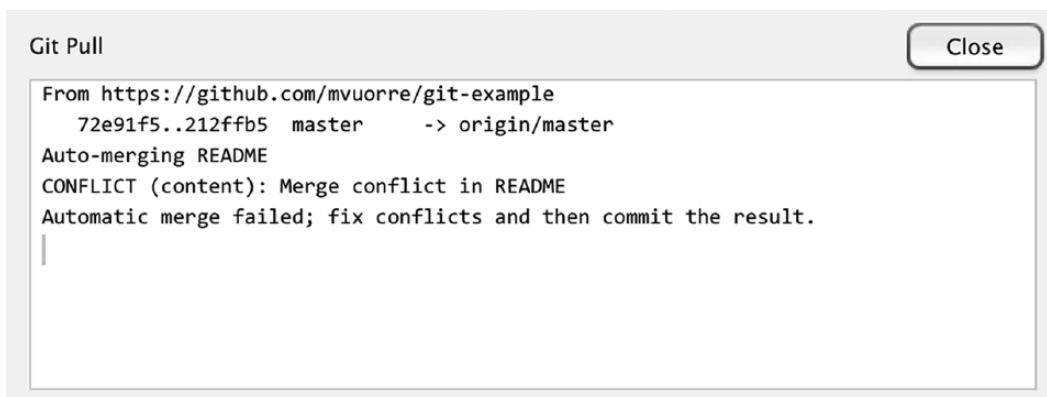 Git Pull
Close
From https://github.com/mvuorre/git-example
72e91f5..212ffb5 master -> origin/master
Auto-merging README
CONFLICT (content): Merge conflict in README
Automatic merge failed; fix conflicts and then commit the result.